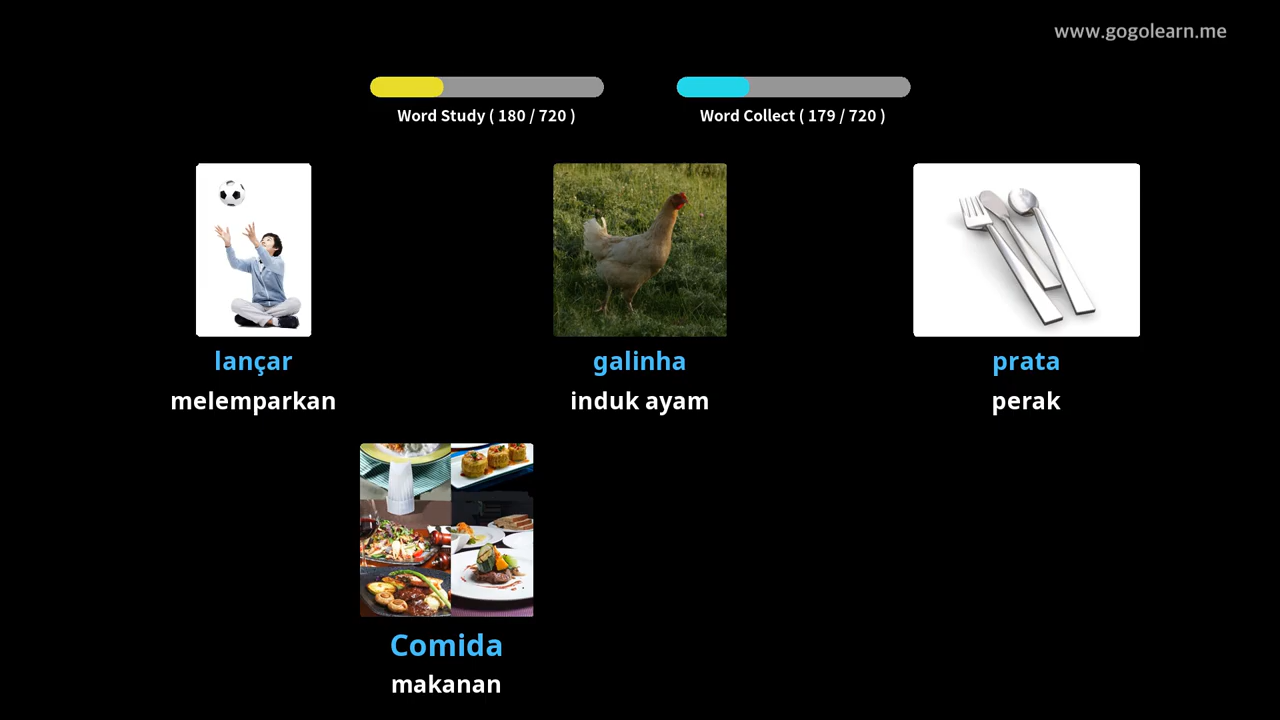 www.gogolearn.me
Word Study ( 180 / 720 )
Word Collect ( 179 / 720 )
lançar
galinha
prata
melemparkan
induk ayam
perak
Comida
makanan